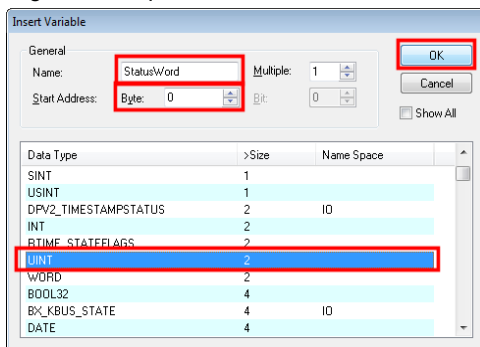 Insert Variable
General
Name: StatusWord Multiple: 1 OK
Start Address: Byte: 0 Bit: 0 Cancel
Show All
Data Type >Size Name Space
SINT 1
USINT 1
DPV2_TIMESTAMPSTATUS 2 IO
INT 2
RTIME_STATEFLAGS 2
UINT 2
WORD 2
BOOL32 4
BX_KBUS_STATE 4 IO
DATE 4